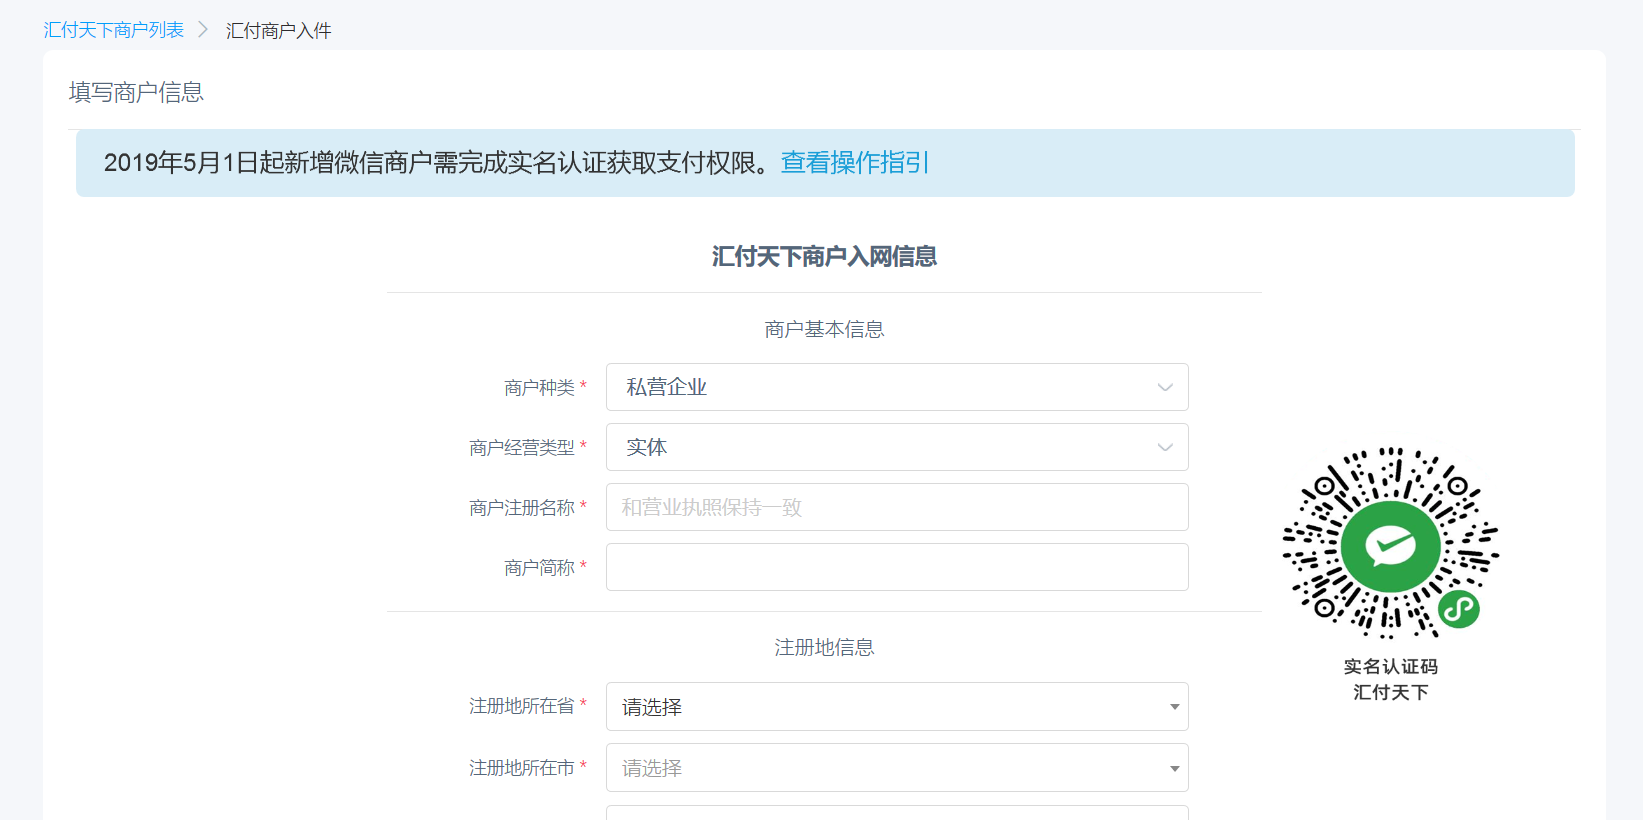 汇付天下商户列表 > 汇付商户入件
填写商户信息
2019年5月1日起新增微信商户需完成实名认证获取支付权限。查看操作指引
汇付天下商户入网信息
商户基本信息
商户种类 * 私营企业
商户经营类型 * 实体
商户注册名称 * 和营业执照保持一致
商户简称 *
注册地信息
注册地所在省 * 请选择
注册地所在市 * 请选择
实名认证码
汇付天下